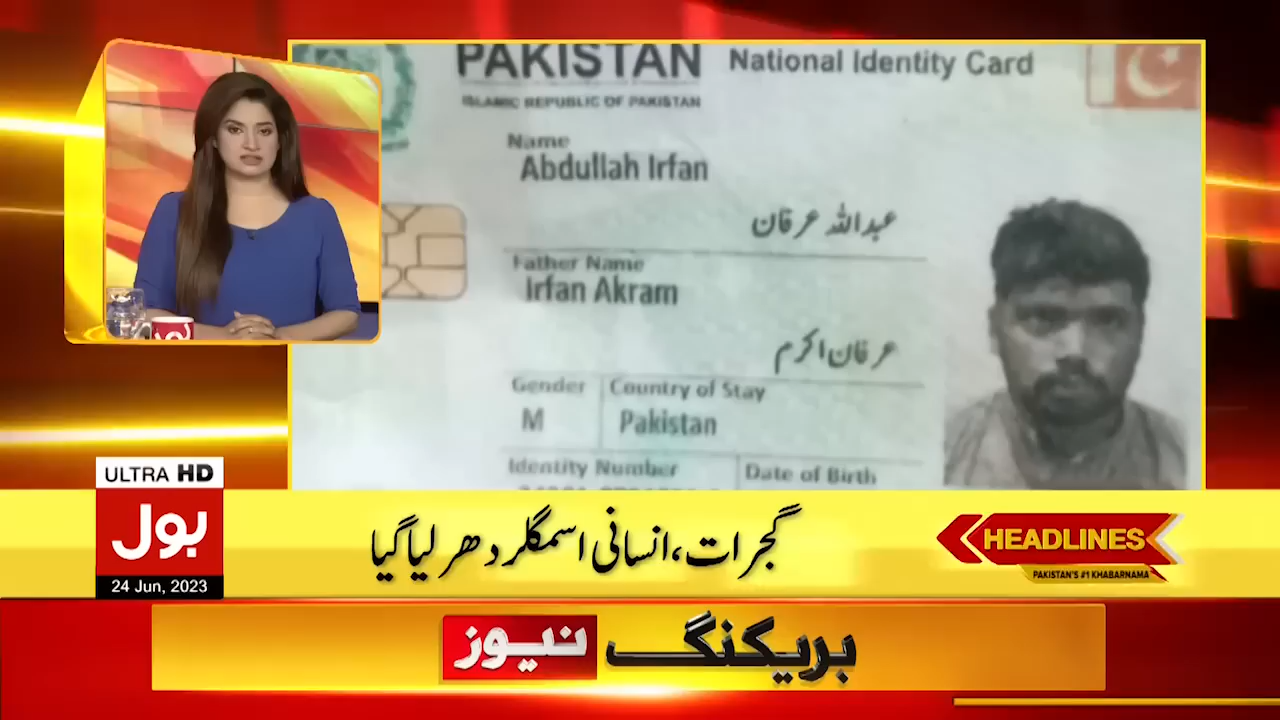 PAKISTAN
National Identity Card
ISLAMIC REPUBLIC OF PAKISTAN
Name
Abdullah Irfan
عبداللہ عرفان
Father Name
Irfan Akram
عرفان اکرم
Gender
Country of Stay
M
Pakistan
Identity Number
Date of Birth
ULTRA HD
بول
24 Jun, 2023
گجرات، انسانی اسمگلر دھر لیا گیا
HEADLINES
PAKISTAN'S #1 KHABARNAMA
بریکنگ نیوز
بول